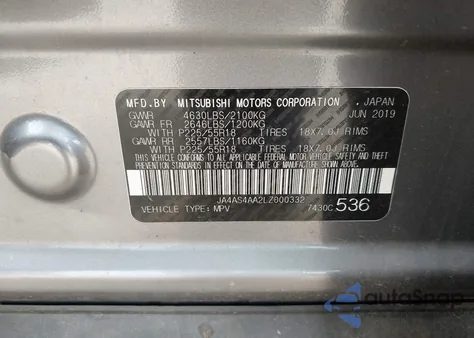 MFD.BY MITSUBISHI MOTORS CORPORATION, JAPAN
GVWR 4630LBS/2100KG JUN 2019
GAWR FR 2646LBS/1200KG
WITH P225/55R18 TIRES 18X7.0J RIMS
GAWR RR 2557LBS/1160KG
WITH P225/55R18 TIRES 18X7.0J RIMS
THIS VEHICLE CONFORMS TO ALL APPLICABLE
FEDERAL MOTOR VEHICLE SAFETY AND THEFT
PREVENTION STANDARDS IN EFFECT ON THE
DATE OF MANUFACTURE SHOWN ABOVE.
JA4AS4AA2LZ000332
VEHICLE TYPE: MPV 7430C 536
autoSnap